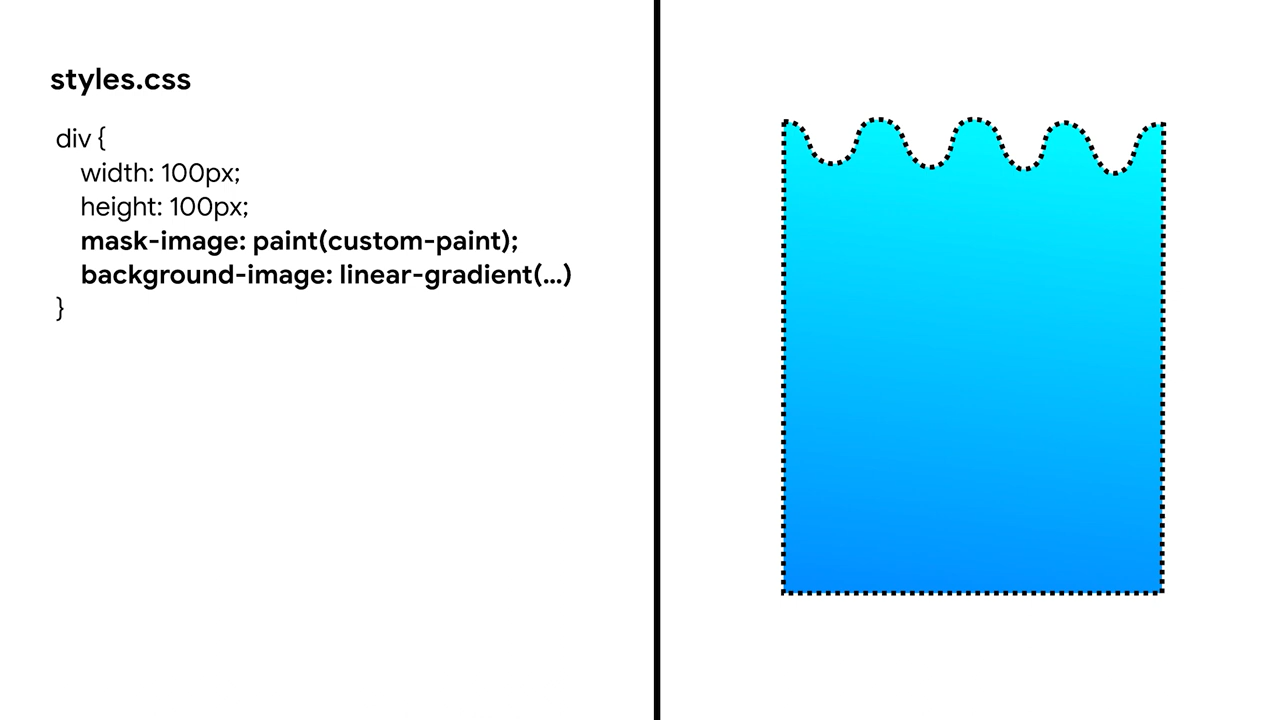 styles.css
div {
width: 100px;
height: 100px;
mask-image: paint(custom-paint);
background-image: linear-gradient(...)
}